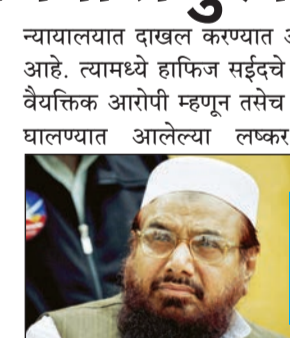 न्यायालयात दाखल करण्यात
आहे. त्यामध्ये हाफिज सईदचे
वैयक्तिक आरोपी म्हणून तसेच
घालण्यात आलेल्या लष्कर